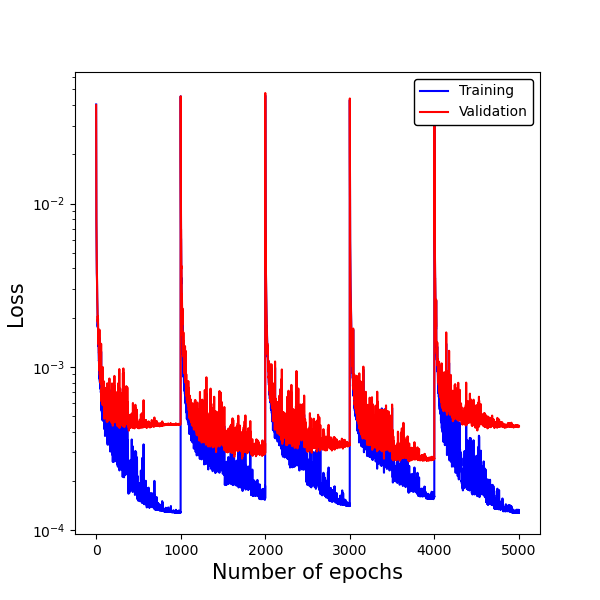 Training
Validation
Loss
10⁻²
10⁻³
10⁻⁴
0 1000 2000 3000 4000 5000
Number of epochs